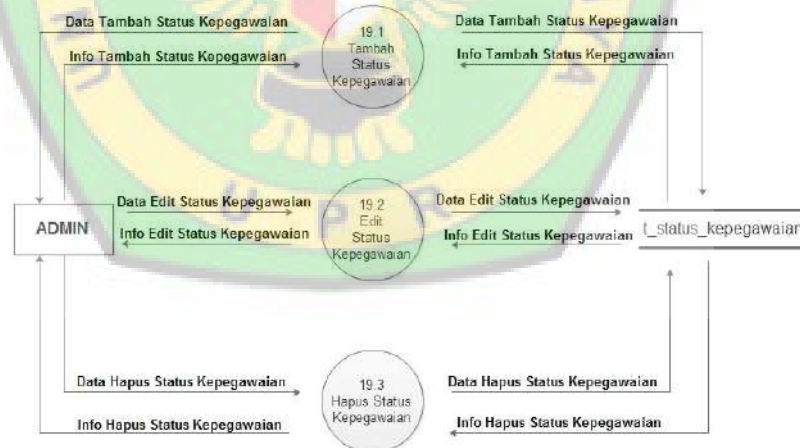 Data Tambah Status Kepegawaian
Data Tambah Status Kepegawaian
19.1
Tambah
Status
Kepegawaian
Info Tambah Status Kepegawaian
Info Tambah Status Kepegawaian
Data Edit Status Kepegawaian
19.2
Edit
Status
Kepegawaian
Data Edit Status Kepegawaian
ADMIN
Info Edit Status Kepegawaian
Info Edit Status Kepegawaian
t_status_kepegawaian
U P R
Data Hapus Status Kepegawaian
19.3
Hapus Status
Kepegawaian
Data Hapus Status Kepegawaian
Info Hapus Status Kepegawaian
Info Hapus Status Kepegawaian